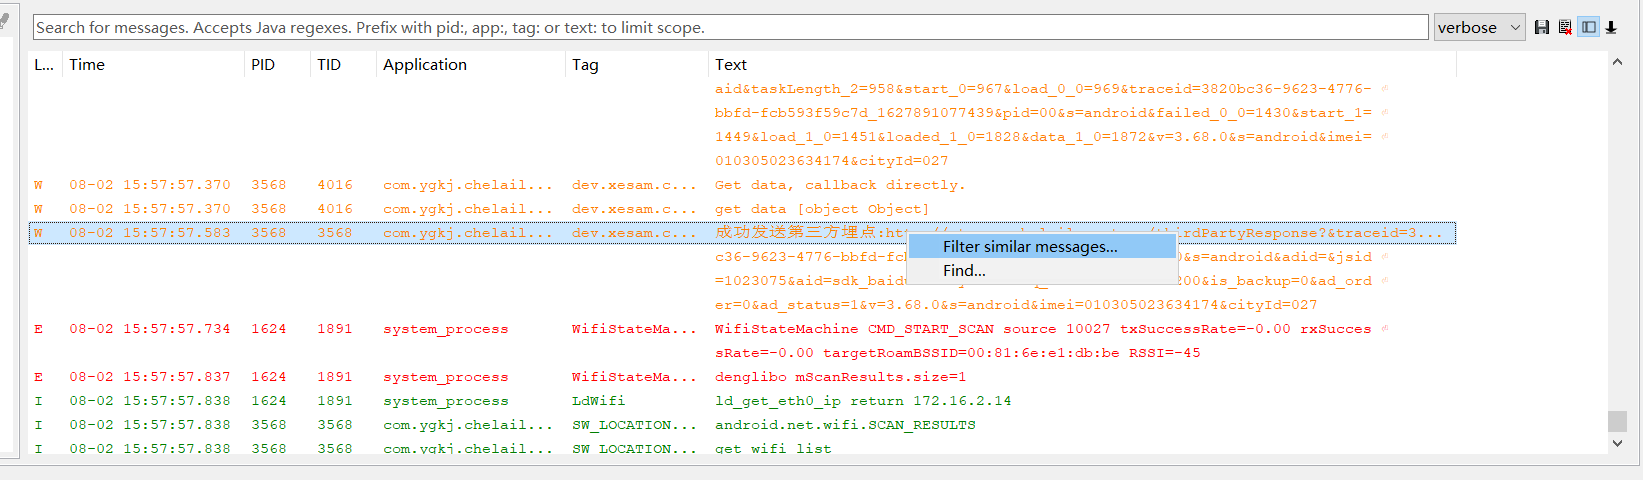 Search for messages. Accepts Java regexes. Prefix with pid:, app:, tag: or text: to limit scope.
verbose
L... Time PID TID Application Tag Text
aid&taskLength_2=958&start_0=967&load_0_0=969&traceid=3820bc36-9623-4776-
bbfd-fcb593f59c7d_1627891077439&pid=00&s=android&failed_0_0=1430&start_1=
1449&load_1_0=1451&loaded_1_0=1828&data_1_0=1872&v=3.68.0&s=android&imei=
010305023634174&cityId=027
W 08-02 15:57:57.370 3568 4016 com.ygkj.chelail... dev.xesam.c... Get data, callback directly.
W 08-02 15:57:57.370 3568 4016 com.ygkj.chelail... dev.xesam.c... get data [object Object]
W 08-02 15:57:57.583 3568 3568 com.ygkj.chelail... dev.xesam.c... 成功发送第三方埋点:htt rdPartyResponse?&traceid=3...
Filter similar messages...
c36-9623-4776-bbfd-fc 0&s=android&adid=&jsid
Find...
=1023075&aid=sdk_baidu 200&is_backup=0&ad_ord
er=0&ad_status=1&v=3.68.0&s=android&imei=010305023634174&cityId=027
E 08-02 15:57:57.734 1624 1891 system_process WifiStateMa... WifiStateMachine CMD_START_SCAN source 10027 txSuccessRate=-0.00 rxSucces
sRate=-0.00 targetRoamBSSID=00:81:6e:e1:db:be RSSI=-45
E 08-02 15:57:57.837 1624 1891 system_process WifiStateMa... denglibo mScanResults.size=1
I 08-02 15:57:57.838 1624 1891 system_process LdWifi ld_get_eth0_ip return 172.16.2.14
I 08-02 15:57:57.838 3568 3568 com.ygkj.chelail... SW_LOCATION... android.net.wifi.SCAN_RESULTS
I 08-02 15:57:57.838 3568 3568 com.ygkj.chelail... SW_LOCATION... get wifi list